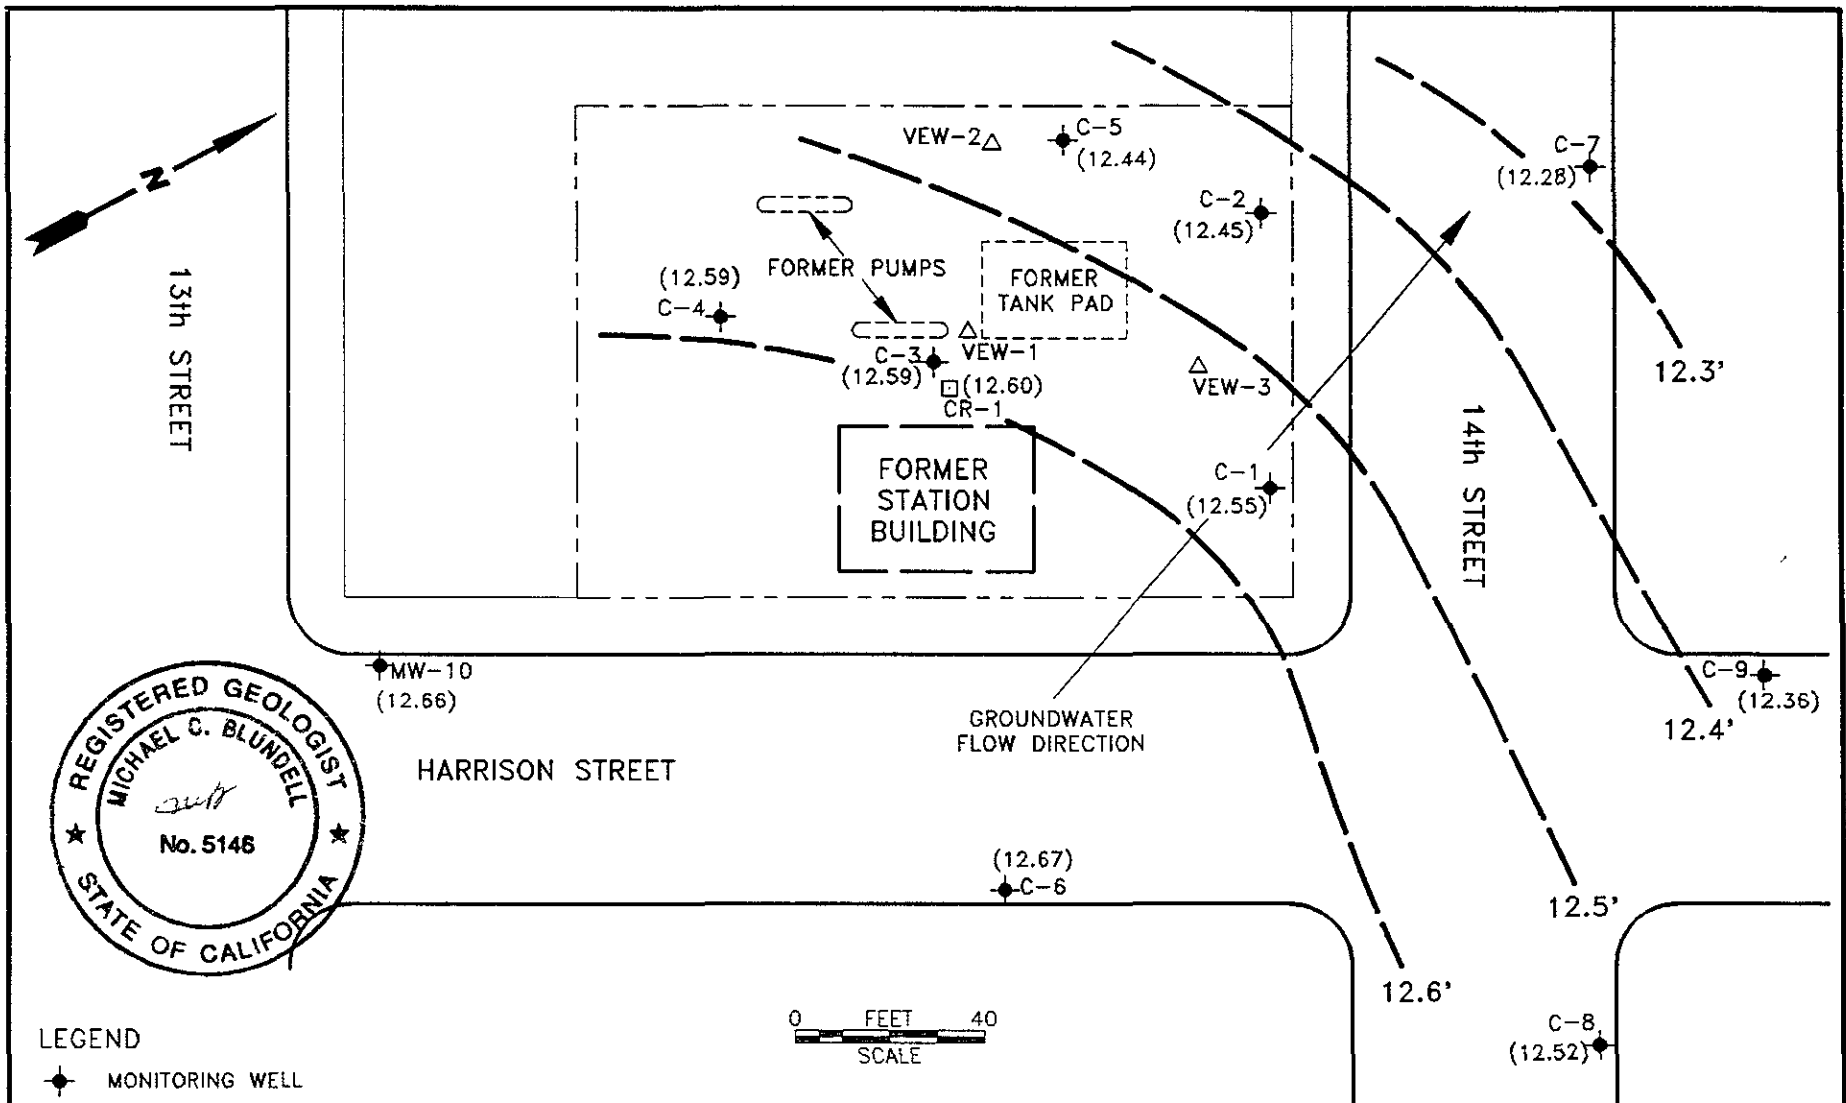 N
13th STREET
VEW-2
C-5
(12.44)
C-7
(12.28)
C-2
(12.45)
FORMER PUMPS
FORMER
TANK PAD
(12.59)
C-4
C-3
(12.59)
VEW-1
(12.60)
CR-1
VEW-3
12.3'
14th STREET
FORMER
STATION
BUILDING
C-1
(12.55)
MW-10
(12.66)
GROUNDWATER
FLOW DIRECTION
C-9
(12.36)
12.4'
HARRISON STREET
REGISTERED GEOLOGIST
MICHAEL C. BLUNDELL
No. 5146
STATE OF CALIFORNIA
(12.67)
C-6
12.5'
12.6'
C-8
(12.52)
0 FEET 40
SCALE
LEGEND
MONITORING WELL